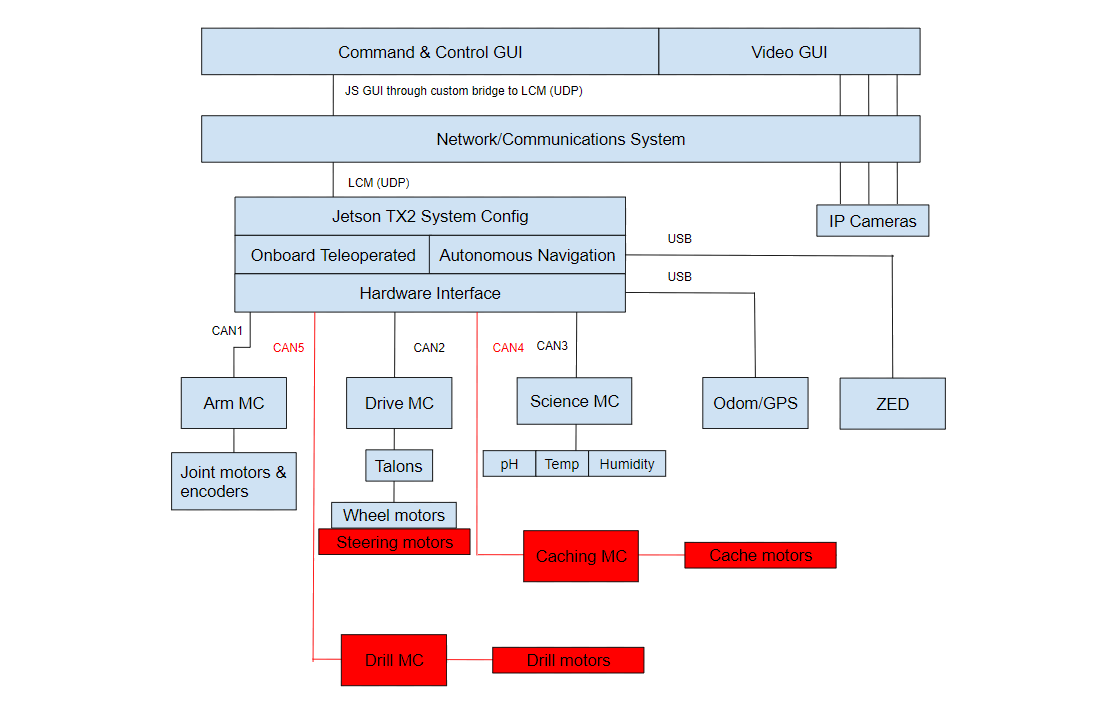 Command & Control GUI
Video GUI
JS GUI through custom bridge to LCM (UDP)
Network/Communications System
LCM (UDP)
Jetson TX2 System Config
IP Cameras
Onboard Teleoperated
Autonomous Navigation
USB
Hardware Interface
USB
CAN1
CAN5
CAN2
CAN4
CAN3
Arm MC
Drive MC
Science MC
Odom/GPS
ZED
Joint motors &
encoders
Talons
pH
Temp
Humidity
Wheel motors
Steering motors
Caching MC
Cache motors
Drill MC
Drill motors